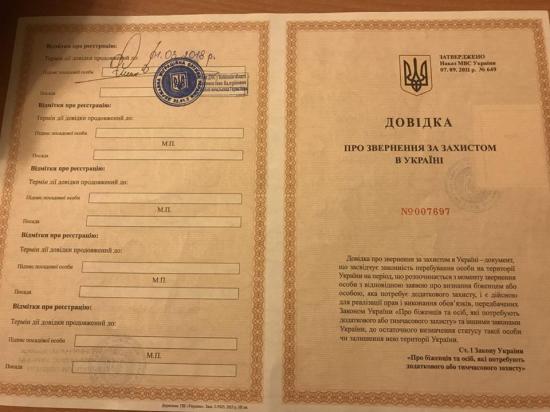 Відмітки про реєстрацію:
Термін дії довідки продовжений до: 01.03.2018 р.
Підпис посадової особи
Посада
Відмітки про реєстрацію:
Термін дії довідки продовжений до:
Підпис посадової особи
М.П.
Посада
Відмітки про реєстрацію:
Термін дії довідки продовжений до:
Підпис посадової особи
М.П.
Посада
Відмітки про реєстрацію:
Термін дії довідки продовжений до:
Підпис посадової особи
М.П.
Посада
Відмітки про реєстрацію:
Термін дії довідки продовжений до:
Підпис посадової особи
М.П.
Посада
ЗАТВЕРДЖЕНО
Наказ МВС України
07. 09. 2011 р. № 649
ДОВІДКА
ПРО ЗВЕРНЕННЯ ЗА ЗАХИСТОМ
В УКРАЇНІ
№007697
Довідка про звернення за захистом в Україні – документ,
що засвідчує законність перебування особи на території
України на період, що розпочинається з моменту звернення
особи з відповідною заявою про визнання біженцем або
особою, яка потребує додаткового захисту, і є дійсною
для реалізації прав і виконання обов'язків, передбачених
Законом України «Про біженців та осіб, які потребують
додаткового або тимчасового захисту» та іншими законами
України, до остаточного визначення статусу такої особи
чи залишення нею території України.
Ст. 1 Закону України
«Про біженців та осіб, які потребують
додаткового або тимчасового захисту»